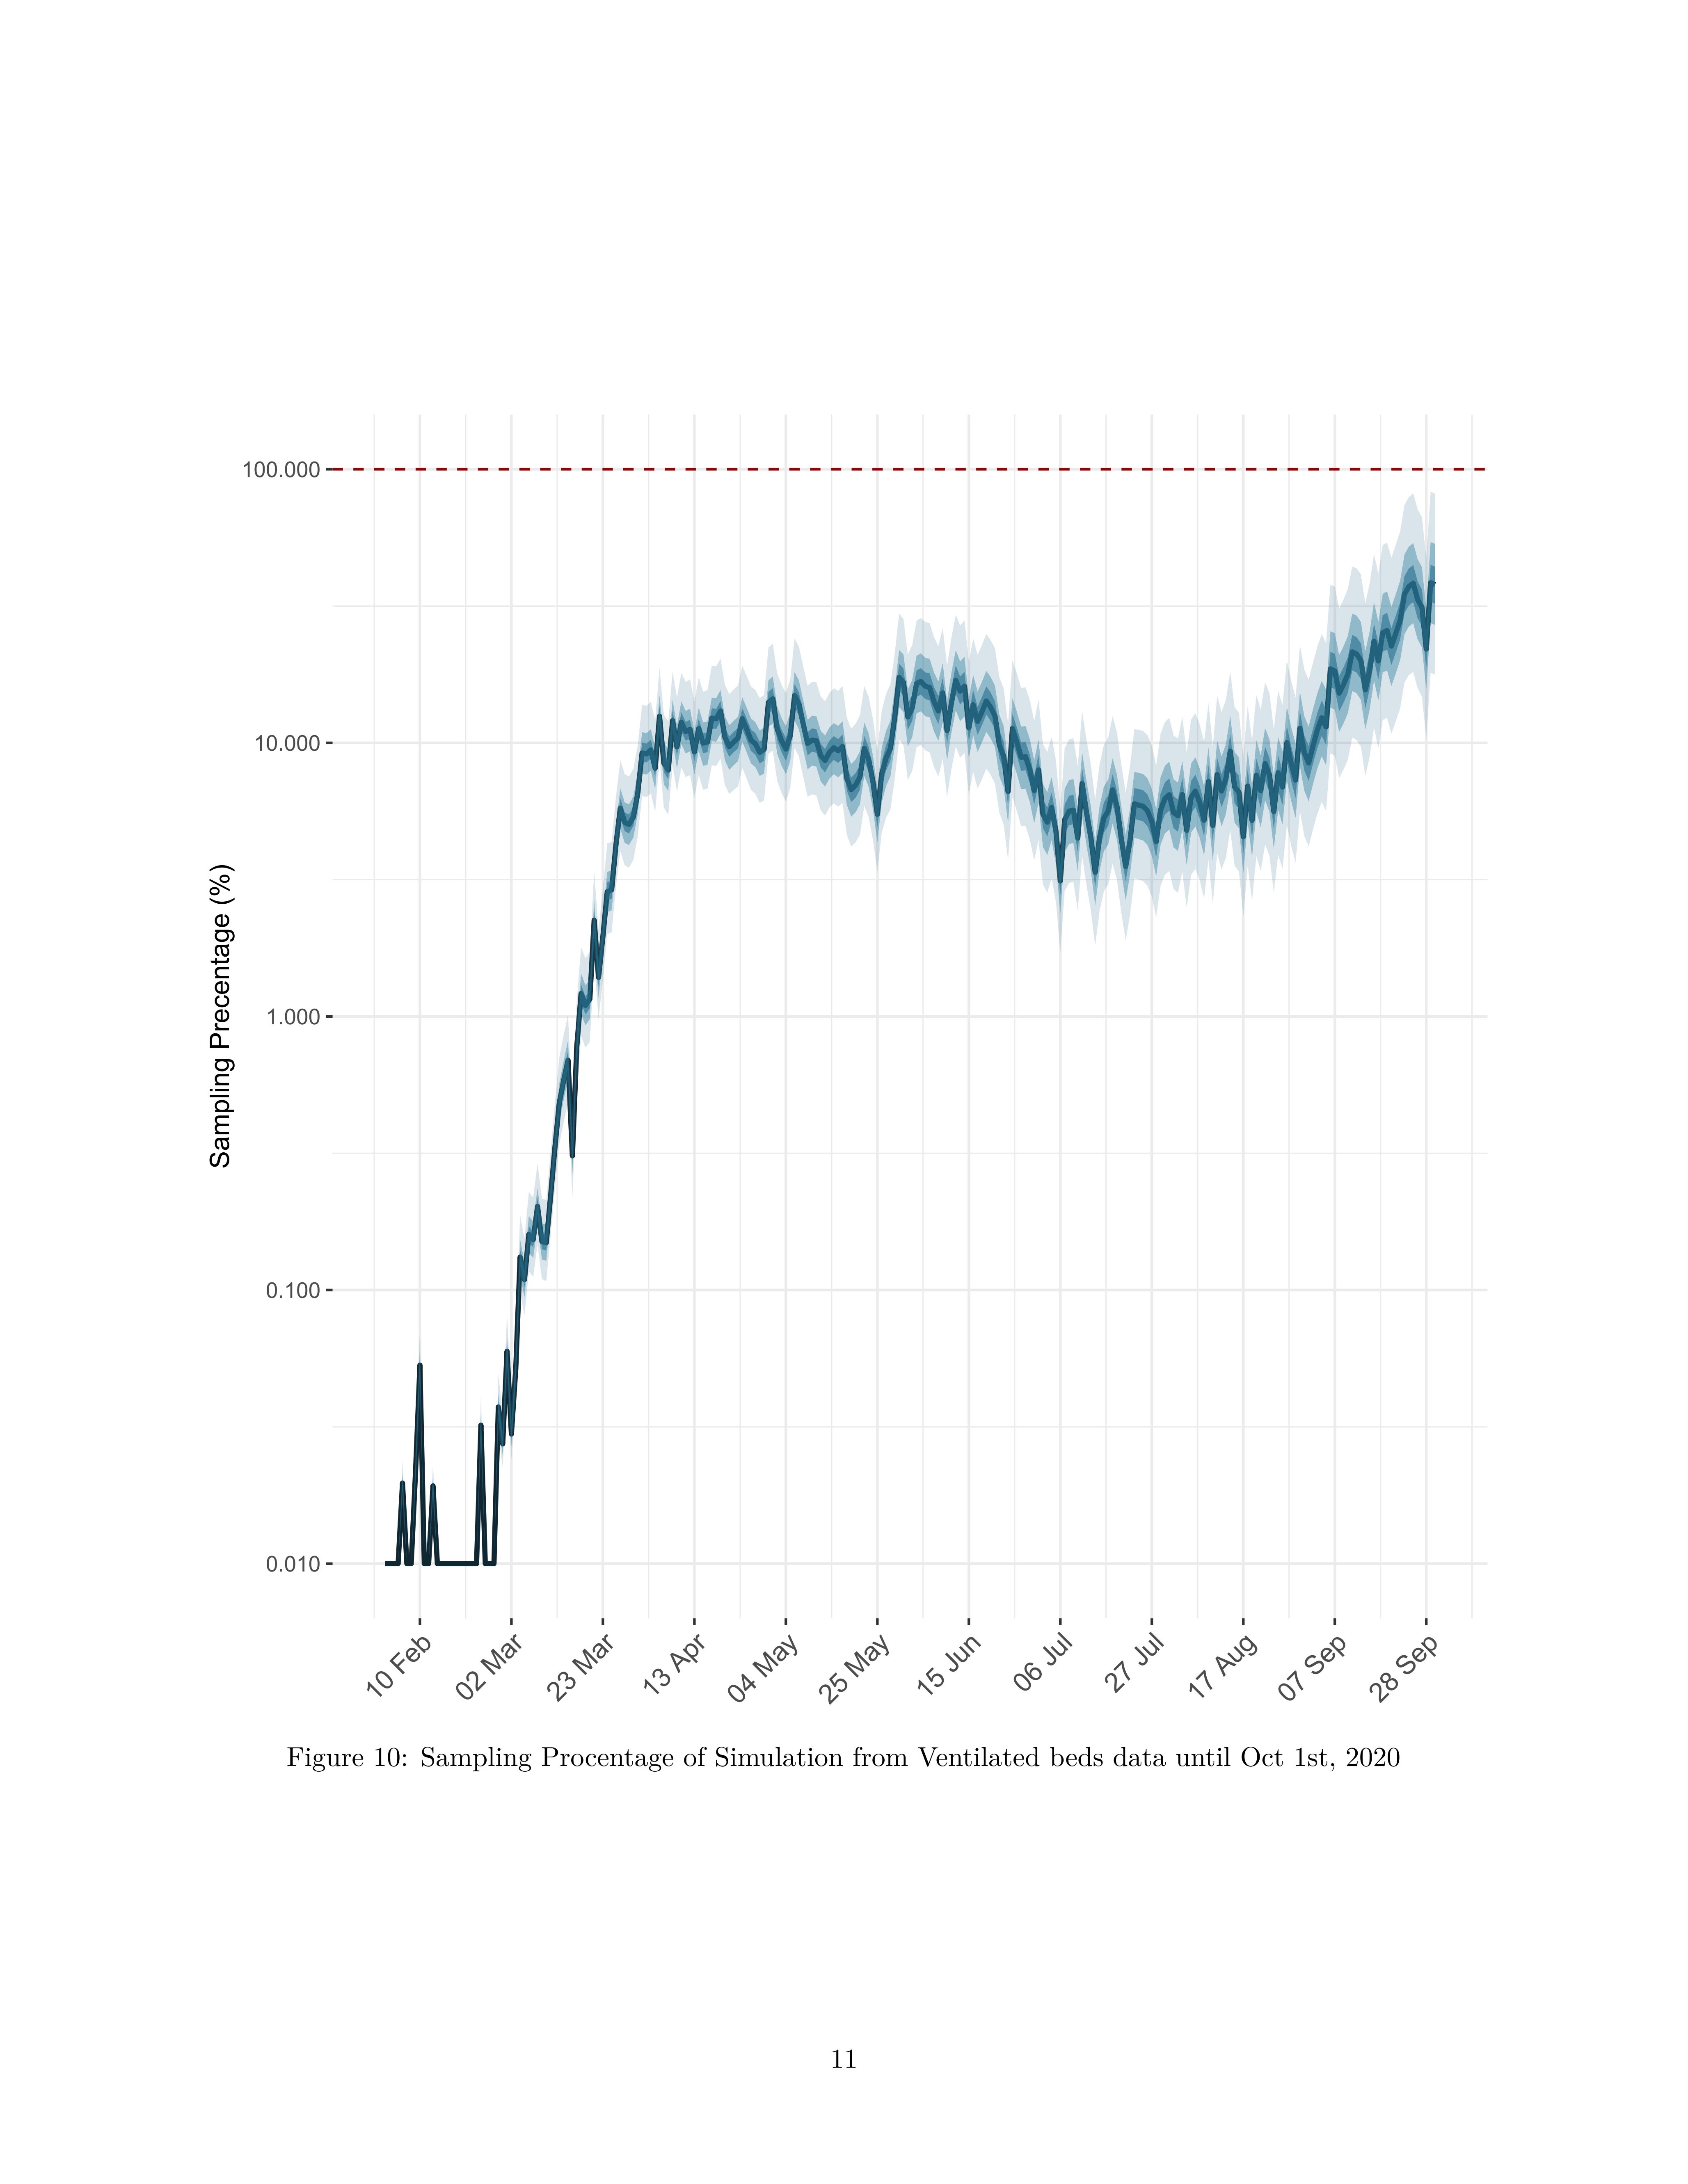 100.000
10.000
1.000
0.100
0.010
Sampling Precentage (%)
10 Feb
02 Mar
23 Mar
13 Apr
04 May
25 May
15 Jun
06 Jul
27 Jul
17 Aug
07 Sep
28 Sep
Figure 10: Sampling Procentage of Simulation from Ventilated beds data until Oct 1st, 2020
11